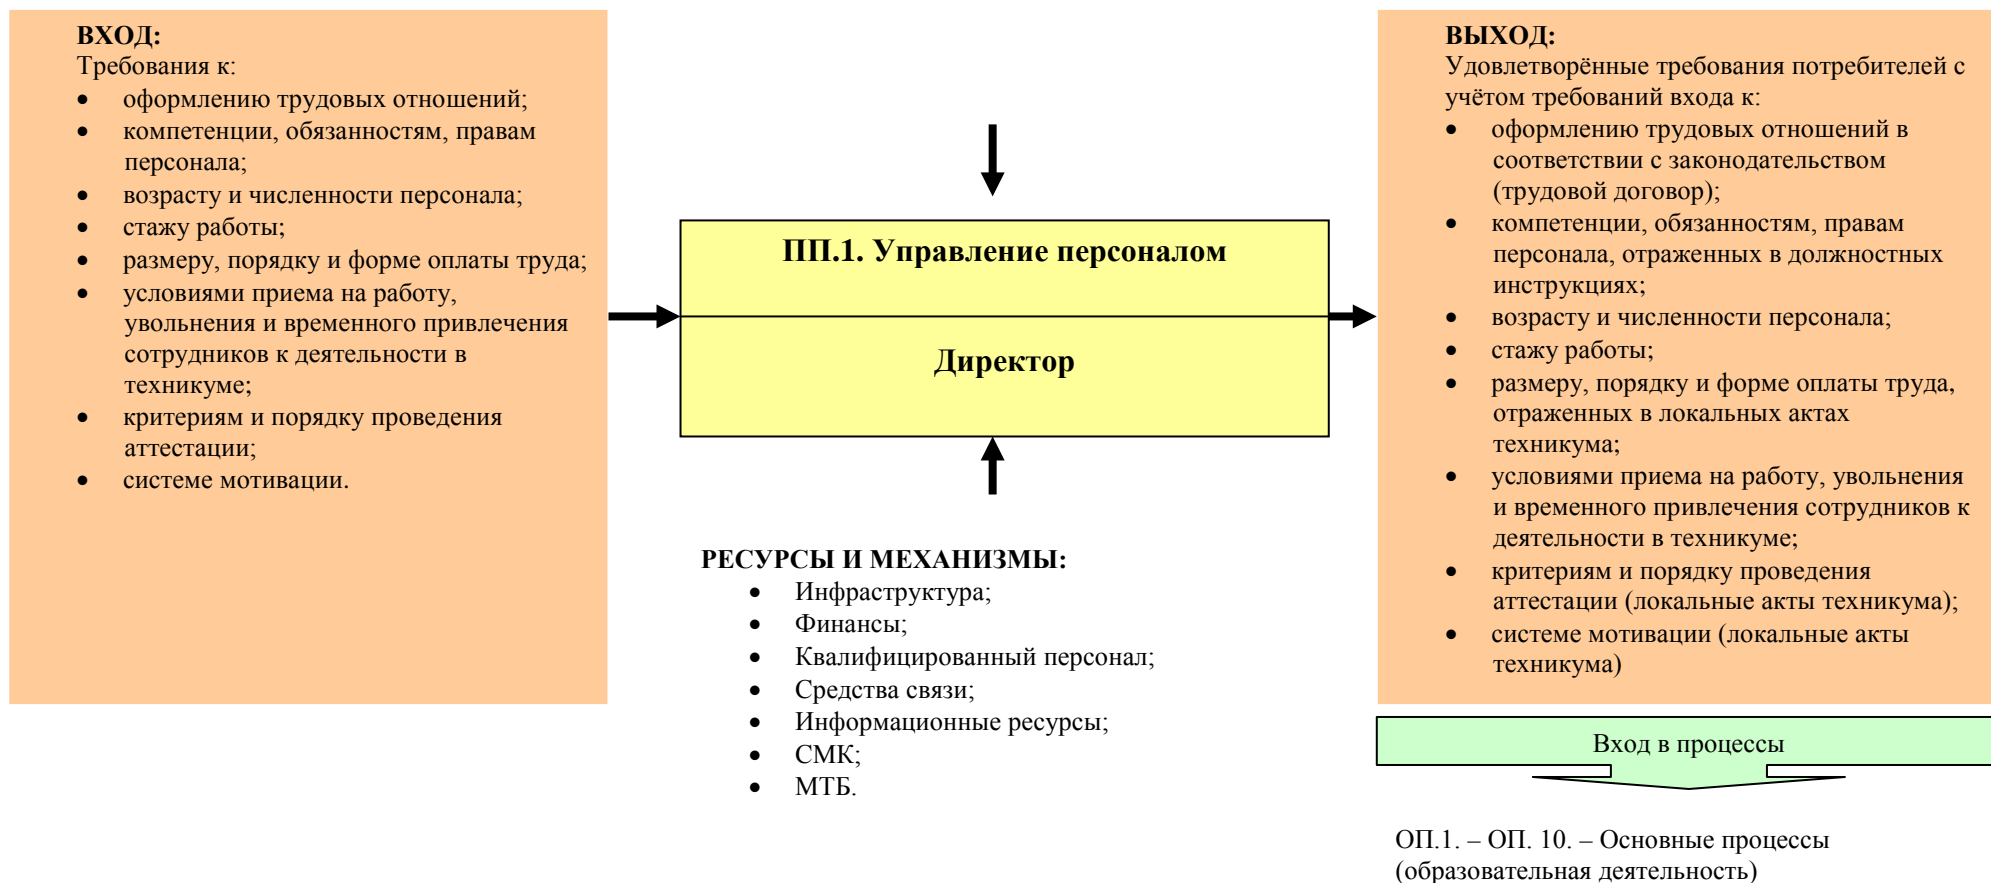 ВХОД:
Требования к:
• оформлению трудовых отношений;
• компетенции, обязанностям, правам
персонала;
• возрасту и численности персонала;
• стажу работы;
• размеру, порядку и форме оплаты труда;
• условиями приема на работу,
увольнения и временного привлечения
сотрудников к деятельности в
техникуме;
• критериям и порядку проведения
аттестации;
• системе мотивации.
ПП.1. Управление персоналом
Директор
РЕСУРСЫ И МЕХАНИЗМЫ:
• Инфраструктура;
• Финансы;
• Квалифицированный персонал;
• Средства связи;
• Информационные ресурсы;
• СМК;
• МТБ.
ВЫХОД:
Удовлетворённые требования потребителей с
учётом требований входа к:
• оформлению трудовых отношений в
соответствии с законодательством
(трудовой договор);
• компетенции, обязанностям, правам
персонала, отраженных в должностных
инструкциях;
• возрасту и численности персонала;
• стажу работы;
• размеру, порядку и форме оплаты труда,
отраженных в локальных актах
техникума;
• условиями приема на работу, увольнения
и временного привлечения сотрудников к
деятельности в техникуме;
• критериям и порядку проведения
аттестации (локальные акты техникума);
• системе мотивации (локальные акты
техникума)
Вход в процессы
ОП.1. – ОП. 10. – Основные процессы
(образовательная деятельность)